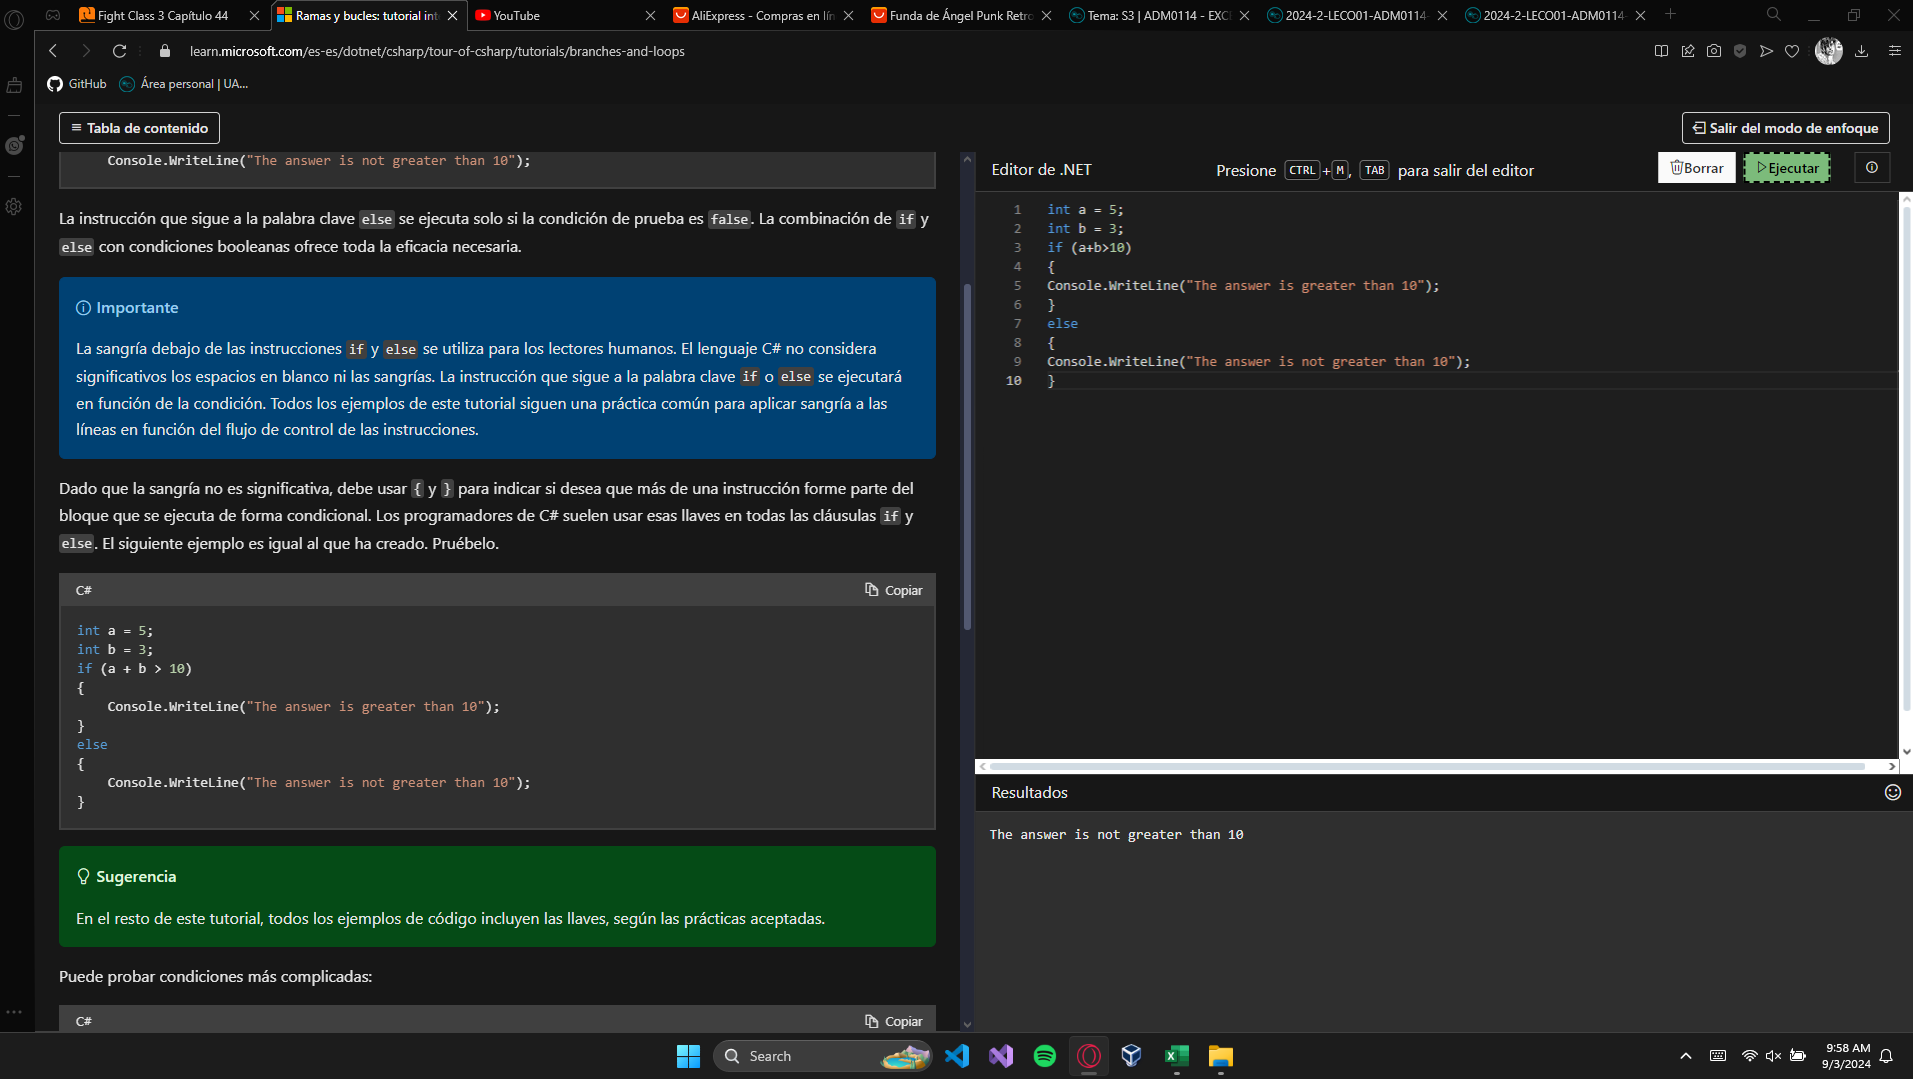 Fight Class 3 Capítulo 44
Ramas y bucles: tutorial int
YouTube
AliExpress - Compras en lín
Funda de Ángel Punk Retro
Tema: S3 | ADM0114 - EXC
2024-2-LECO01-ADM0114-
2024-2-LECO01-ADM0114-
learn.microsoft.com/es-es/dotnet/csharp/tour-of-csharp/tutorials/branches-and-loops
GitHub
Área personal | UA...
Tabla de contenido
Salir del modo de enfoque
Console.WriteLine("The answer is not greater than 10");
La instrucción que sigue a la palabra clave else se ejecuta solo si la condición de prueba es false. La combinación de if y
else con condiciones booleanas ofrece toda la eficacia necesaria.
Importante
La sangría debajo de las instrucciones if y else se utiliza para los lectores humanos. El lenguaje C# no considera
significativos los espacios en blanco ni las sangrías. La instrucción que sigue a la palabra clave if o else se ejecutará
en función de la condición. Todos los ejemplos de este tutorial siguen una práctica común para aplicar sangría a las
líneas en función del flujo de control de las instrucciones.
Dado que la sangría no es significativa, debe usar { y } para indicar si desea que más de una instrucción forme parte del
bloque que se ejecuta de forma condicional. Los programadores de C# suelen usar esas llaves en todas las cláusulas if y
else. El siguiente ejemplo es igual al que ha creado. Pruébelo.
C#
Copiar
int a = 5;
int b = 3;
if (a + b > 10)
{
    Console.WriteLine("The answer is greater than 10");
}
else
{
    Console.WriteLine("The answer is not greater than 10");
}
Sugerencia
En el resto de este tutorial, todos los ejemplos de código incluyen las llaves, según las prácticas aceptadas.
Puede probar condiciones más complicadas:
C#
Copiar
Editor de .NET
Presione CTRL + M, TAB para salir del editor
Borrar
Ejecutar
1 int a = 5;
2 int b = 3;
3 if (a+b>10)
4 {
5 Console.WriteLine("The answer is greater than 10");
6 }
7 else
8 {
9 Console.WriteLine("The answer is not greater than 10");
10 }
Resultados
The answer is not greater than 10
Search
9:58 AM
9/3/2024